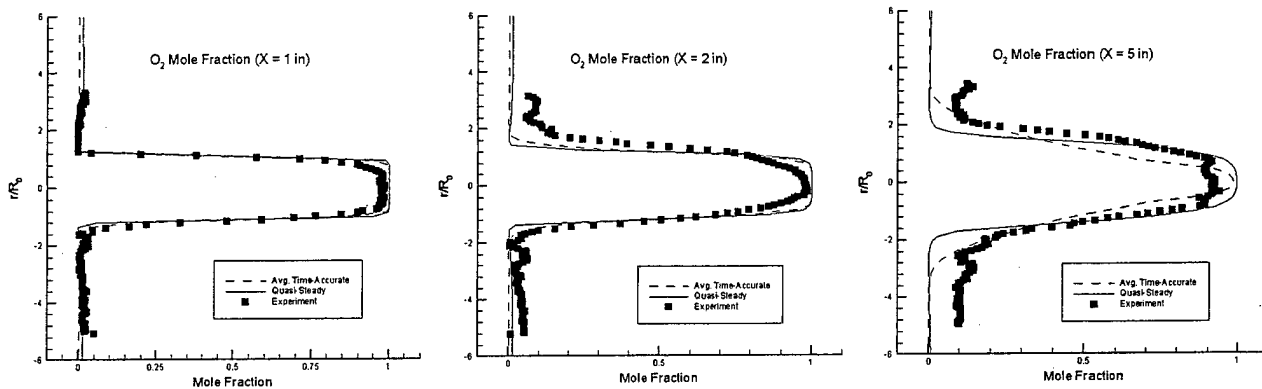 O2 Mole Fraction (X = 1 in)
r/Ro
6
4
2
0
-2
-4
-6
Avg. Time-Accurate
Quasi-Steady
Experiment
0
0.25
0.5
0.75
1
Mole Fraction
O2 Mole Fraction (X = 2 in)
r/Ro
6
4
2
0
-2
-4
-6
Avg. Time-Accurate
Quasi-Steady
Experiment
0
0.5
1
Mole Fraction
O2 Mole Fraction (X = 5 in)
r/Ro
6
4
2
0
-2
-4
-6
Avg. Time-Accurate
Quasi-Steady
Experiment
0
0.5
1
Mole Fraction